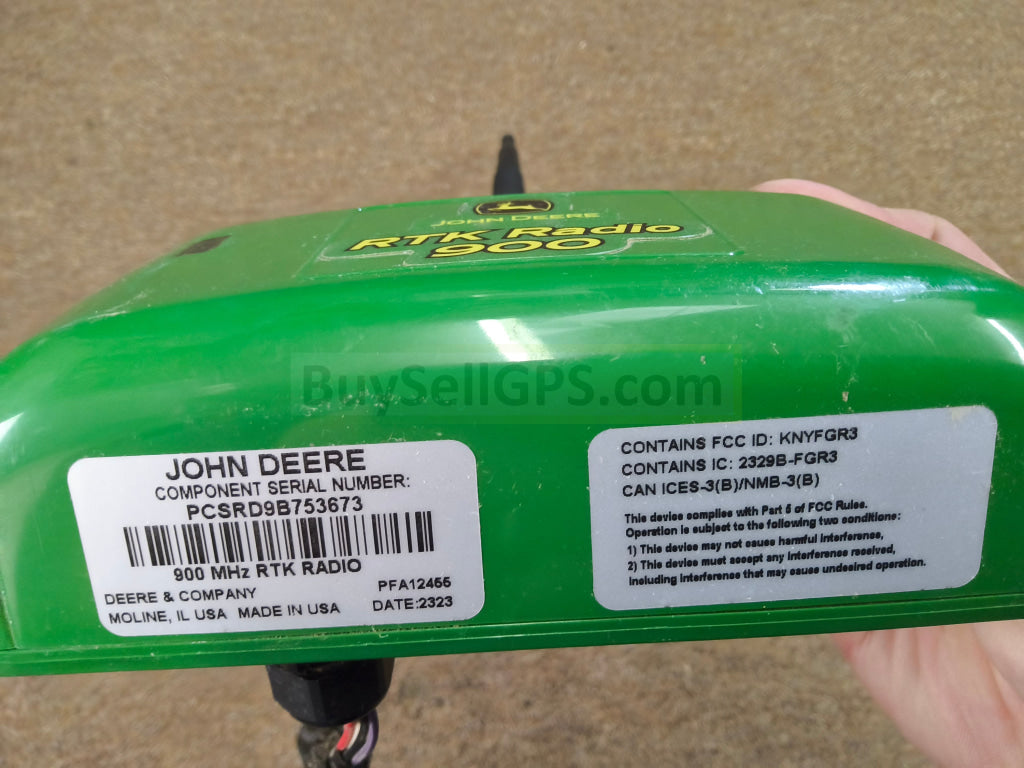 JOHN DEERE
RTK Radio
900
BuySellGPS.com
JOHN DEERE
COMPONENT SERIAL NUMBER:
PCSRD9B753673
900 MHz RTK RADIO
DEERE & COMPANY
PFA12455
MOLINE, IL USA MADE IN USA
DATE:2323
CONTAINS FCC ID: KNYFGR3
CONTAINS IC: 2329B-FGR3
CAN ICES-3(B)/NMB-3(B)
This device complies with Part 5 of FCC Rules.
Operation is subject to the following two conditions:
1) This device may not cause harmful interference,
2) This device must accept any interference received,
including interference that may cause undesired operation.